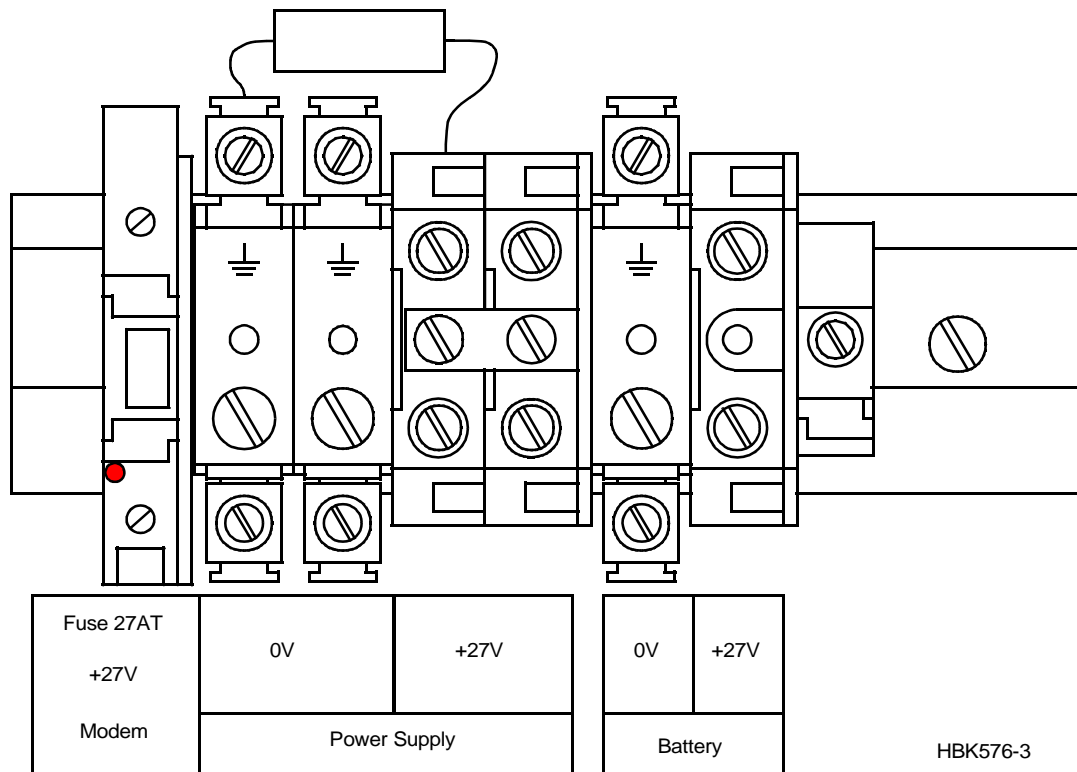 Fuse 27AT
+27V
Modem
0V
+27V
Power Supply
0V
+27V
Battery
HBK576-3